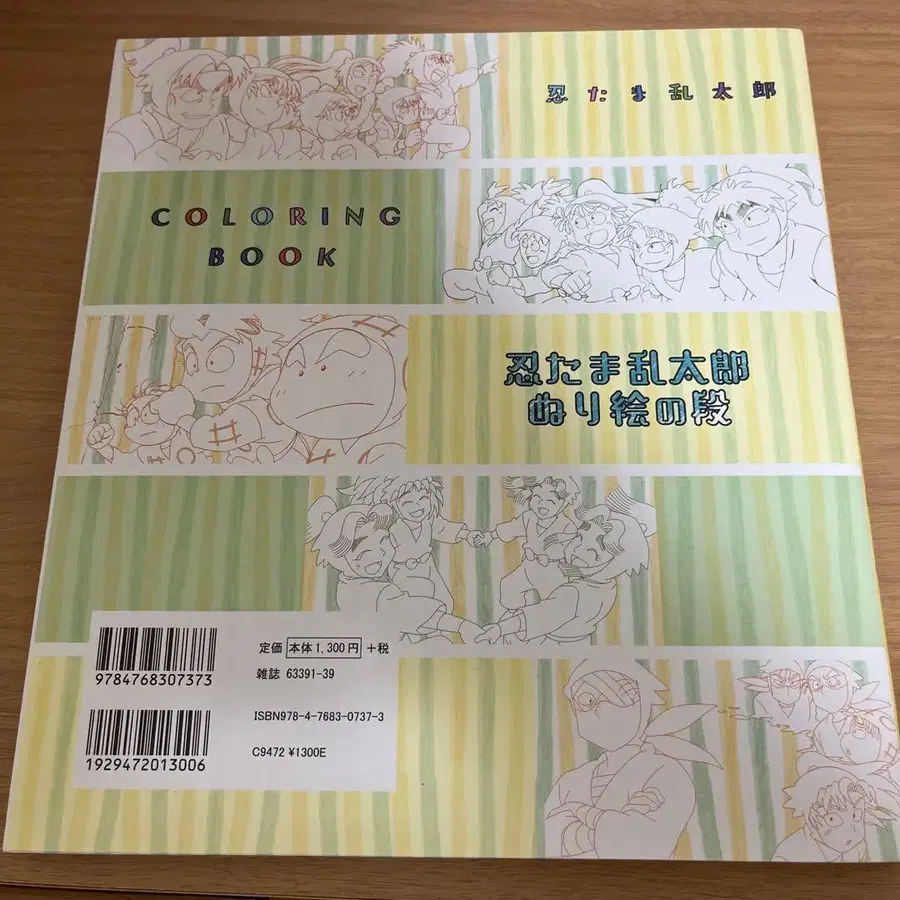 忍たま乱太郎
COLORING
BOOK
忍たま乱太郎
ぬり絵の段
9784768307373
定価 本体1,300円 +税
雑誌 63391-39
ISBN978-4-7683-0737-3
C9472 ¥1300E
1929472013006